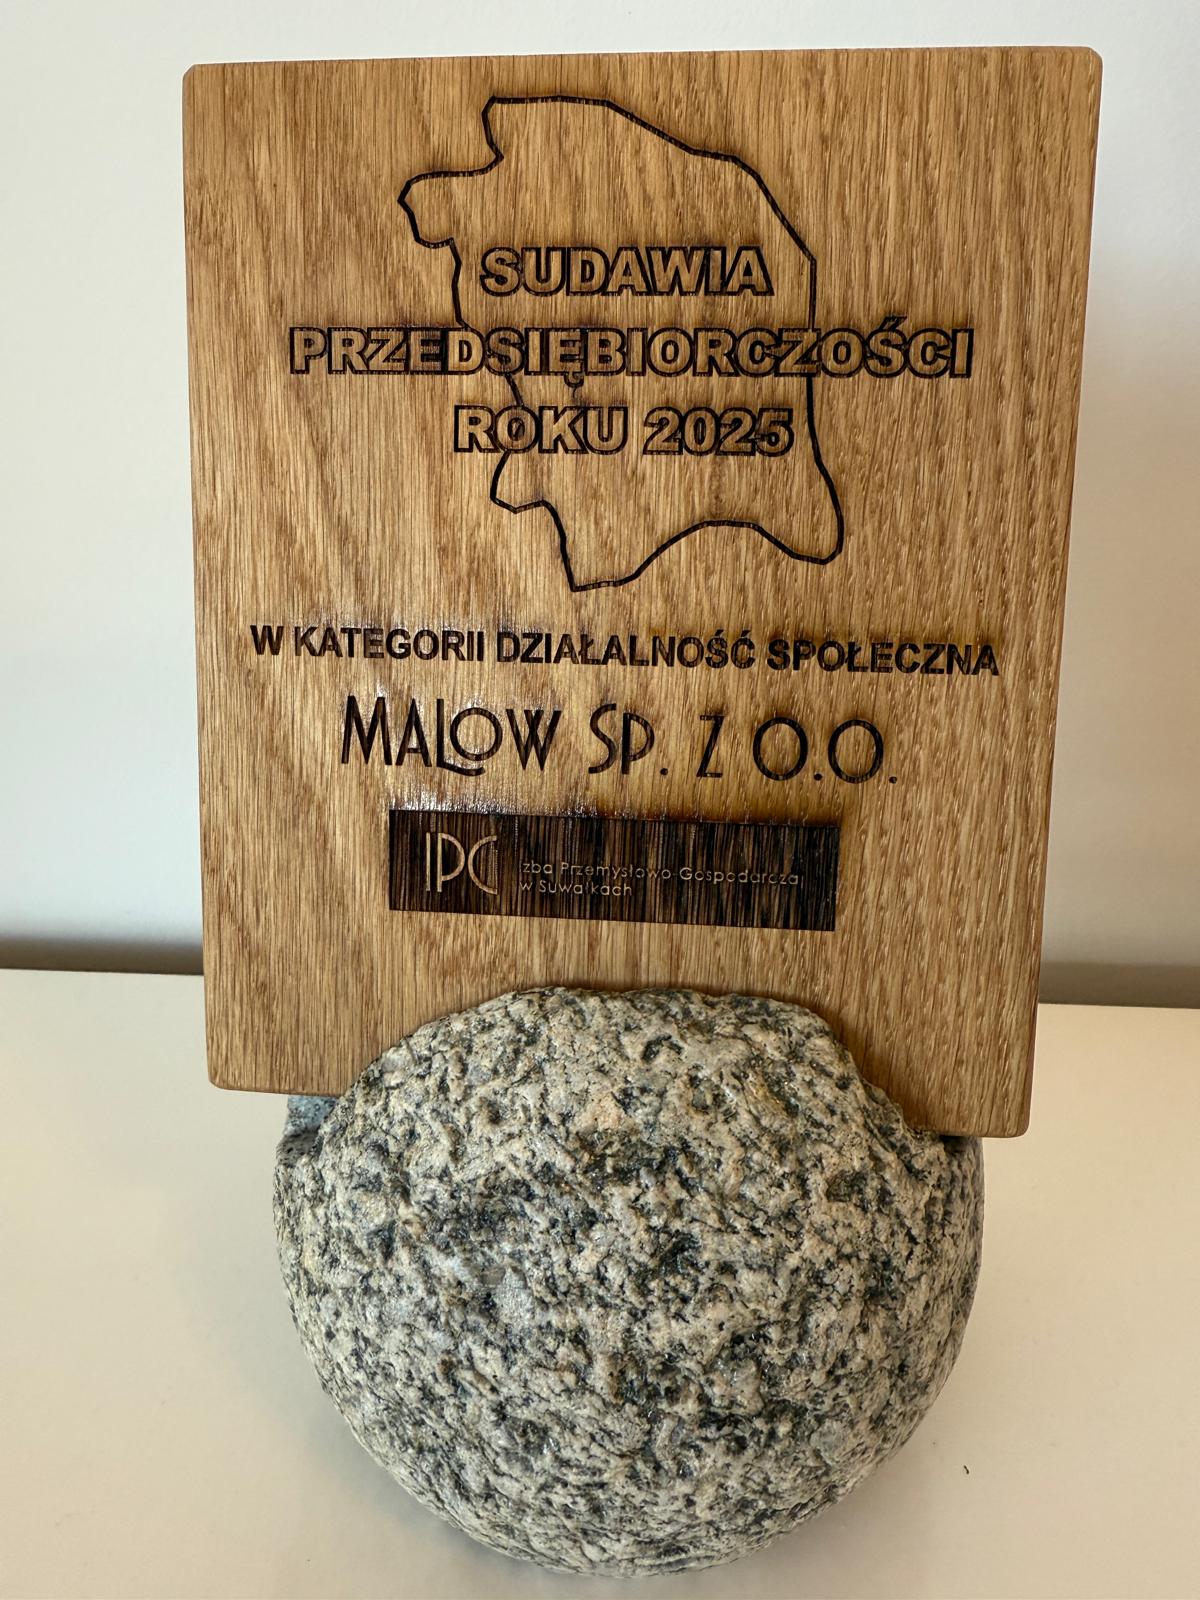 SUDAWIA
PRZEDSIĘBIORCZOŚCI
ROKU 2025
W KATEGORII DZIAŁALNOŚĆ SPOŁECZNA
MALOW SP. Z O.O.
IPG
Izba Przemysłowo-Gospodarcza
w Suwałkach